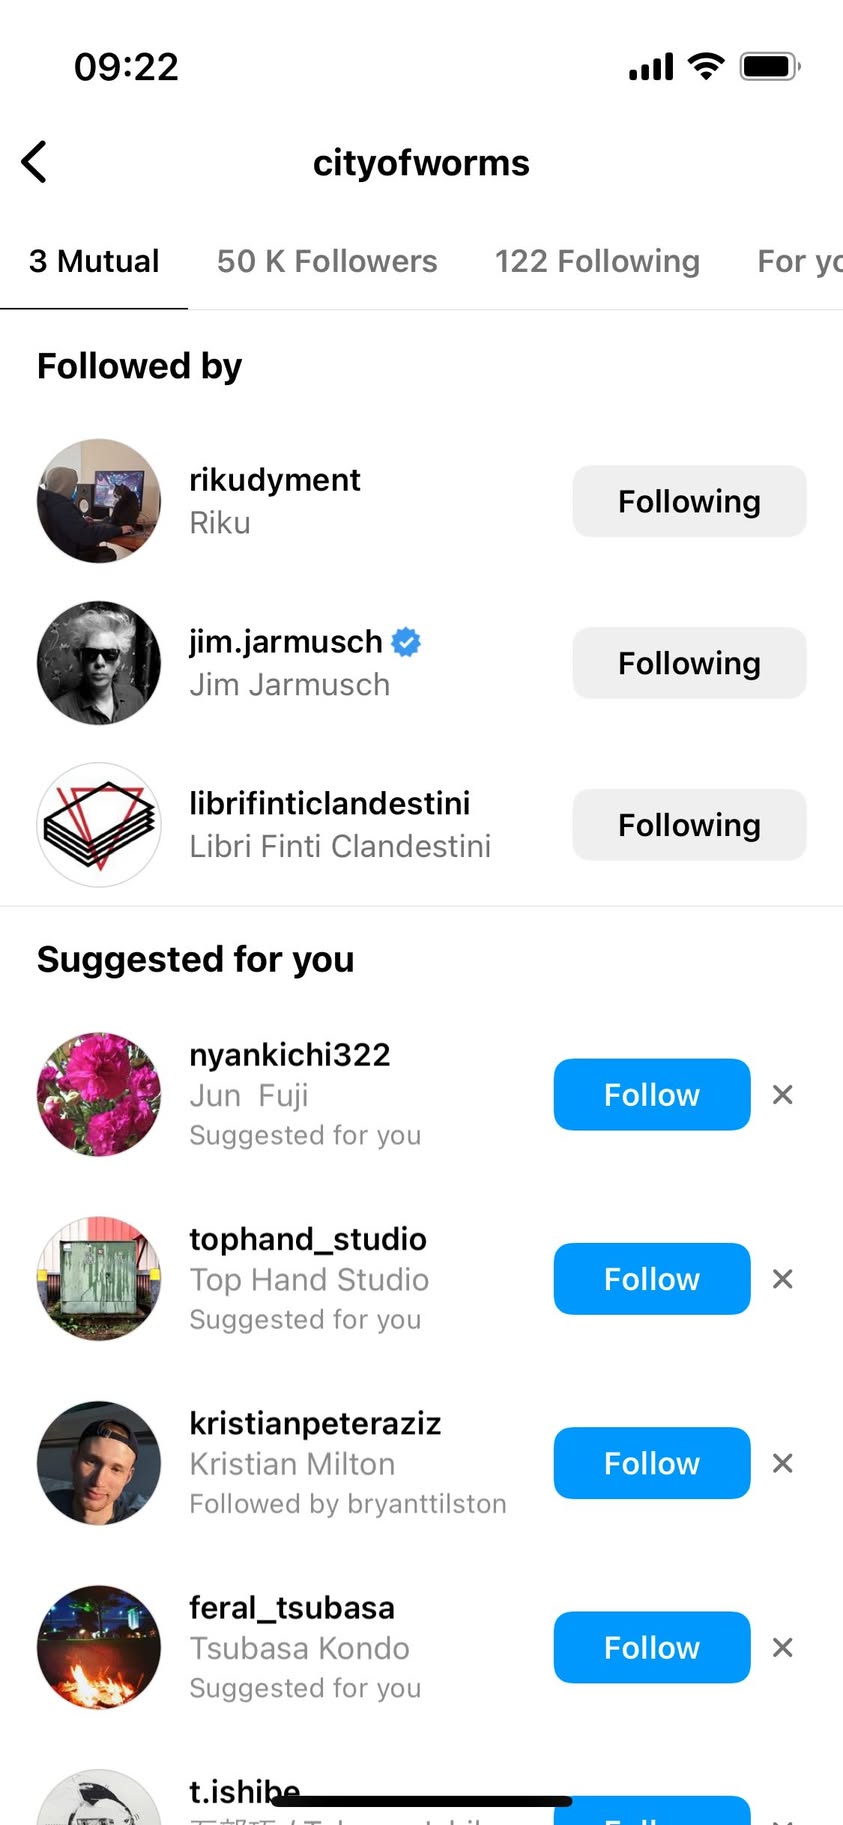 09:22
cityofworms
3 Mutual 50 K Followers 122 Following For yo
Followed by
rikudyment
Riku
Following
jim.jarmusch
Jim Jarmusch
Following
librifinticlandestini
Libri Finti Clandestini
Following
Suggested for you
nyankichi322
Jun  Fuji
Suggested for you
Follow
tophand_studio
Top Hand Studio
Suggested for you
Follow
kristianpeteraziz
Kristian Milton
Followed by bryanttilston
Follow
feral_tsubasa
Tsubasa Kondo
Suggested for you
Follow
t.ishibe